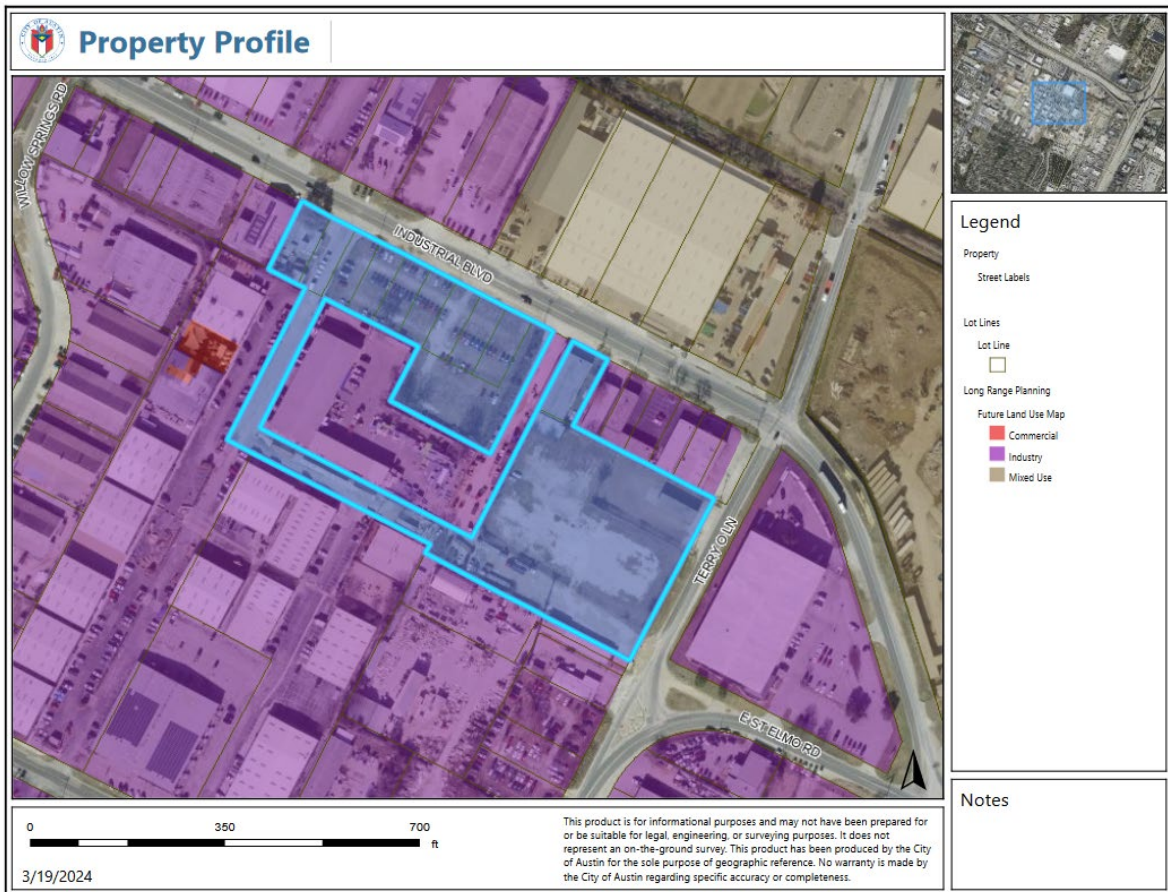 Property Profile
WILLOW SPRINGS RD
INDUSTRIAL BLVD
TERRY O LN
E ST ELMO RD
Legend
Property
Street Labels
Lot Lines
Lot Line
Long Range Planning
Future Land Use Map
Commercial
Industry
Mixed Use
Notes
0 350 700
ft
3/19/2024
This product is for informational purposes and may not have been prepared for
or be suitable for legal, engineering, or surveying purposes. It does not
represent an on-the-ground survey. This product has been produced by the City
of Austin for the sole purpose of geographic reference. No warranty is made by
the City of Austin regarding specific accuracy or completeness.